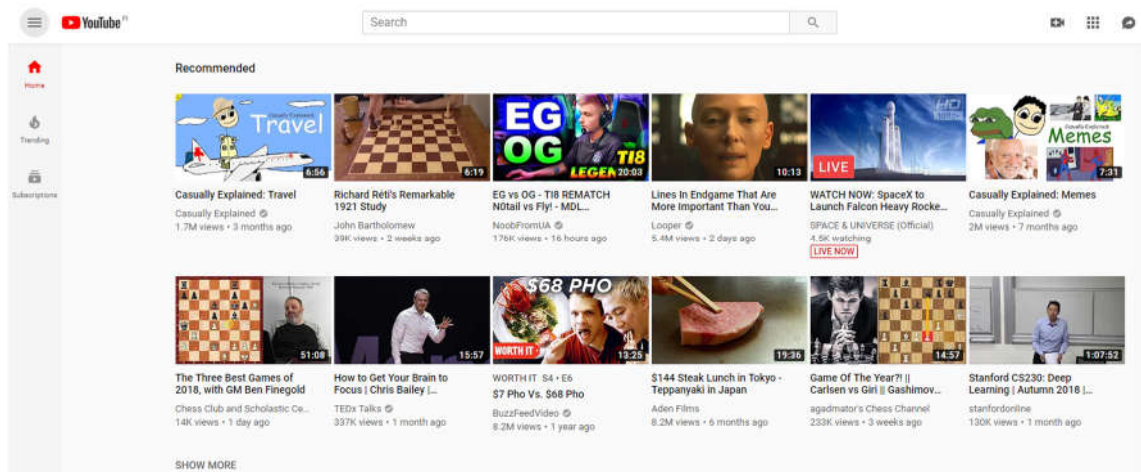 YouTube FI
Search
Home
Trending
Subscriptions
Recommended
Casually Explained
Travel
6:56
6:19
EG
OG
TI8
LEGEN
20:03
10:13
LIVE
Casually Explained
Memes
7:31
Casually Explained: Travel
Casually Explained
1.7M views • 3 months ago
Richard Réti's Remarkable
1921 Study
John Bartholomew
39K views • 2 weeks ago
EG vs OG - TI8 REMATCH
N0tail vs Fly! - MDL...
NoobFromUA
176K views • 16 hours ago
Lines In Endgame That Are
More Important Than You...
Looper
5.4M views • 2 days ago
WATCH NOW: SpaceX to
Launch Falcon Heavy Rocke...
SPACE & UNIVERSE (Official)
4.5K watching
LIVE NOW
Casually Explained: Memes
Casually Explained
2M views • 7 months ago
51:08
15:57
$68 PHO
WORTH IT
13:25
19:36
14:57
1:07:52
The Three Best Games of
2018, with GM Ben Finegold
Chess Club and Scholastic Ce...
14K views • 1 day ago
How to Get Your Brain to
Focus | Chris Bailey |...
TEDx Talks
337K views • 1 month ago
WORTH IT S4 • E6
$7 Pho Vs. $68 Pho
BuzzFeedVideo
8.2M views • 1 year ago
$144 Steak Lunch in Tokyo -
Teppanyaki in Japan
Aden Films
8.2M views • 6 months ago
Game Of The Year?! ||
Carlsen vs Giri || Gashimov...
agadmator's Chess Channel
233K views • 3 weeks ago
Stanford CS230: Deep
Learning | Autumn 2018 |...
stanfordonline
130K views • 1 month ago
SHOW MORE